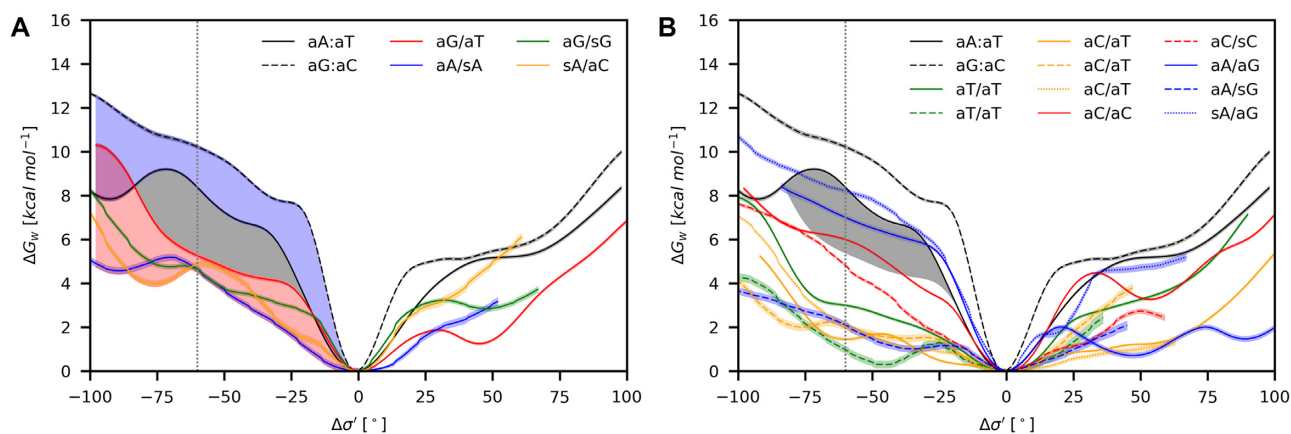 A
16
14
12
10
8
6
4
2
0
ΔG_w [kcal mol⁻¹]
aA:aT
aG:aC
aG/aT
aA/sA
aG/sG
sA/aC
−100 −75 −50 −25 0 25 50 75 100
Δσ′ [°]
B
16
14
12
10
8
6
4
2
0
ΔG_w [kcal mol⁻¹]
aA:aT
aG:aC
aT/aT
aT/aT
aC/aT
aC/aT
aC/aT
aC/aC
aC/sC
aA/aG
aA/sG
sA/aG
−100 −75 −50 −25 0 25 50 75 100
Δσ′ [°]